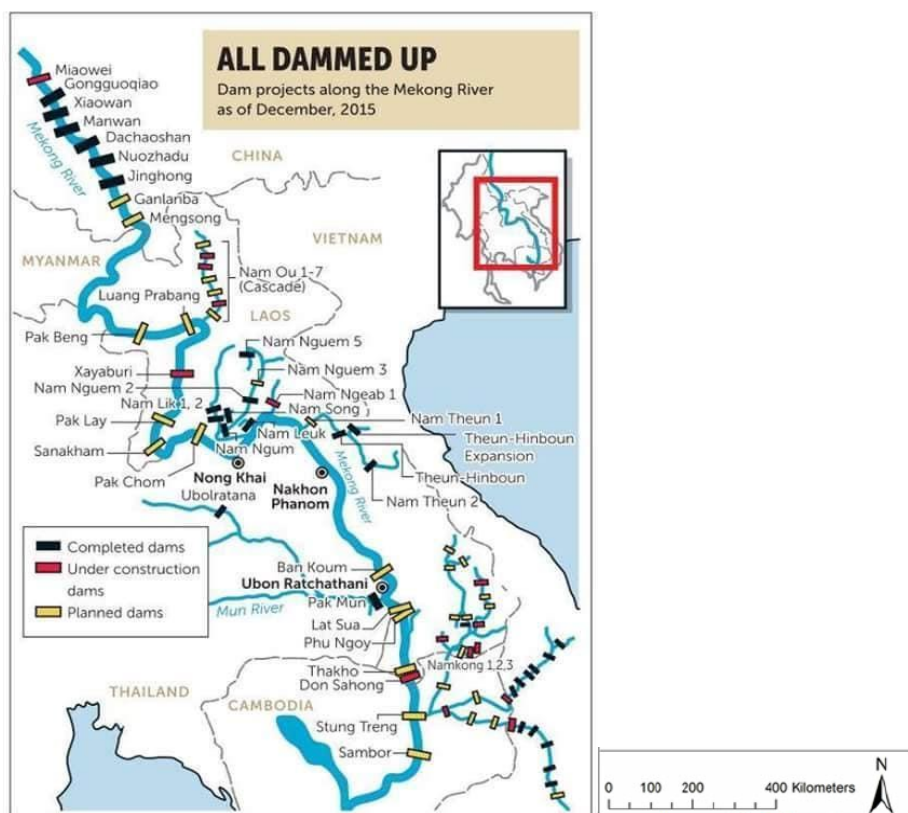 ALL DAMMED UP
Dam projects along the Mekong River
as of December, 2015
Miaowei
Gongguoqiao
Xiaowan
Manwan
Dachaoshan
Nuozhadu
Jinghong
Mekong River
Ganlanba
Mengsong
CHINA
VIETNAM
MYANMAR
Nam Ou 1-7
(Cascade)
Luang Prabang
LAOS
Pak Beng
Nam Nguem 5
Xayaburi
Nam Nguem 3
Nam Nguem 2
Nam Ngeab 1
Nam Lik 1, 2
Nam Song
Pak Lay
Nam Theun 1
Nam Leuk
Theun-Hinboun
Expansion
Sanakham
Nam Ngum
Pak Chom
Nong Khai
Theun-Hinboun
Ubolratana
Nakhon
Phanom
Mekong River
Nam Theun 2
Completed dams
Under construction
dams
Planned dams
Ban Koum
Ubon Ratchathani
Pak Mun
Mun River
Lat Sua
Phu Ngoy
Thakho
Namkong 1,2,3
Don Sahong
THAILAND
CAMBODIA
Stung Treng
Sambor
N
0 100 200 400 Kilometers